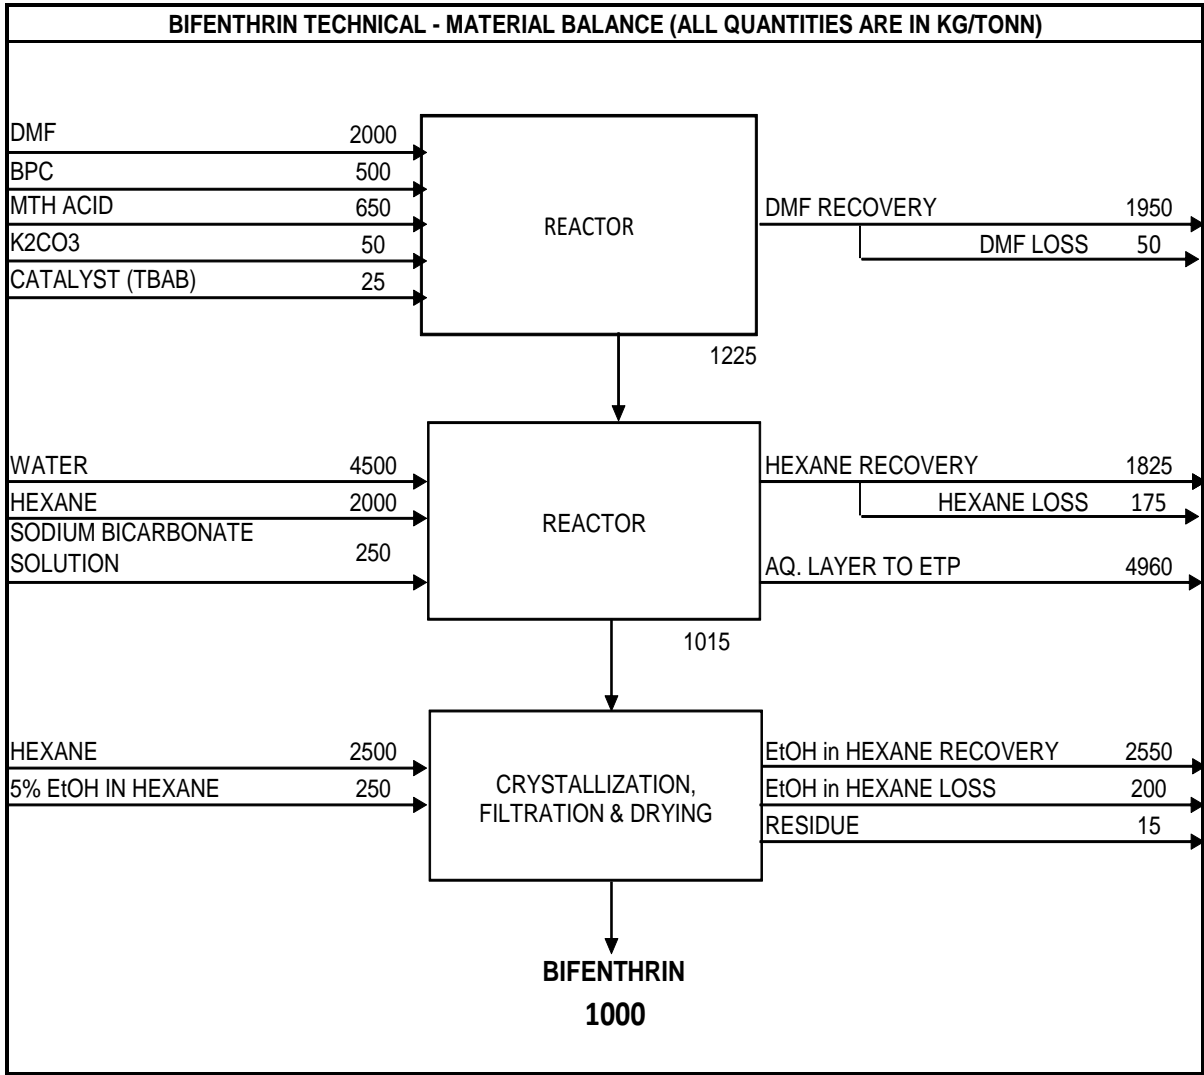 BIFENTHRIN TECHNICAL - MATERIAL BALANCE (ALL QUANTITIES ARE IN KG/TONN)
DMF 2000
BPC 500
MTH ACID 650
K2CO3 50
CATALYST (TBAB) 25
REACTOR
DMF RECOVERY 1950
DMF LOSS 50
1225
WATER 4500
HEXANE 2000
SODIUM BICARBONATE
SOLUTION 250
REACTOR
HEXANE RECOVERY 1825
HEXANE LOSS 175
AQ. LAYER TO ETP 4960
1015
HEXANE 2500
5% EtOH IN HEXANE 250
CRYSTALLIZATION,
FILTRATION & DRYING
EtOH in HEXANE RECOVERY 2550
EtOH in HEXANE LOSS 200
RESIDUE 15
BIFENTHRIN
1000